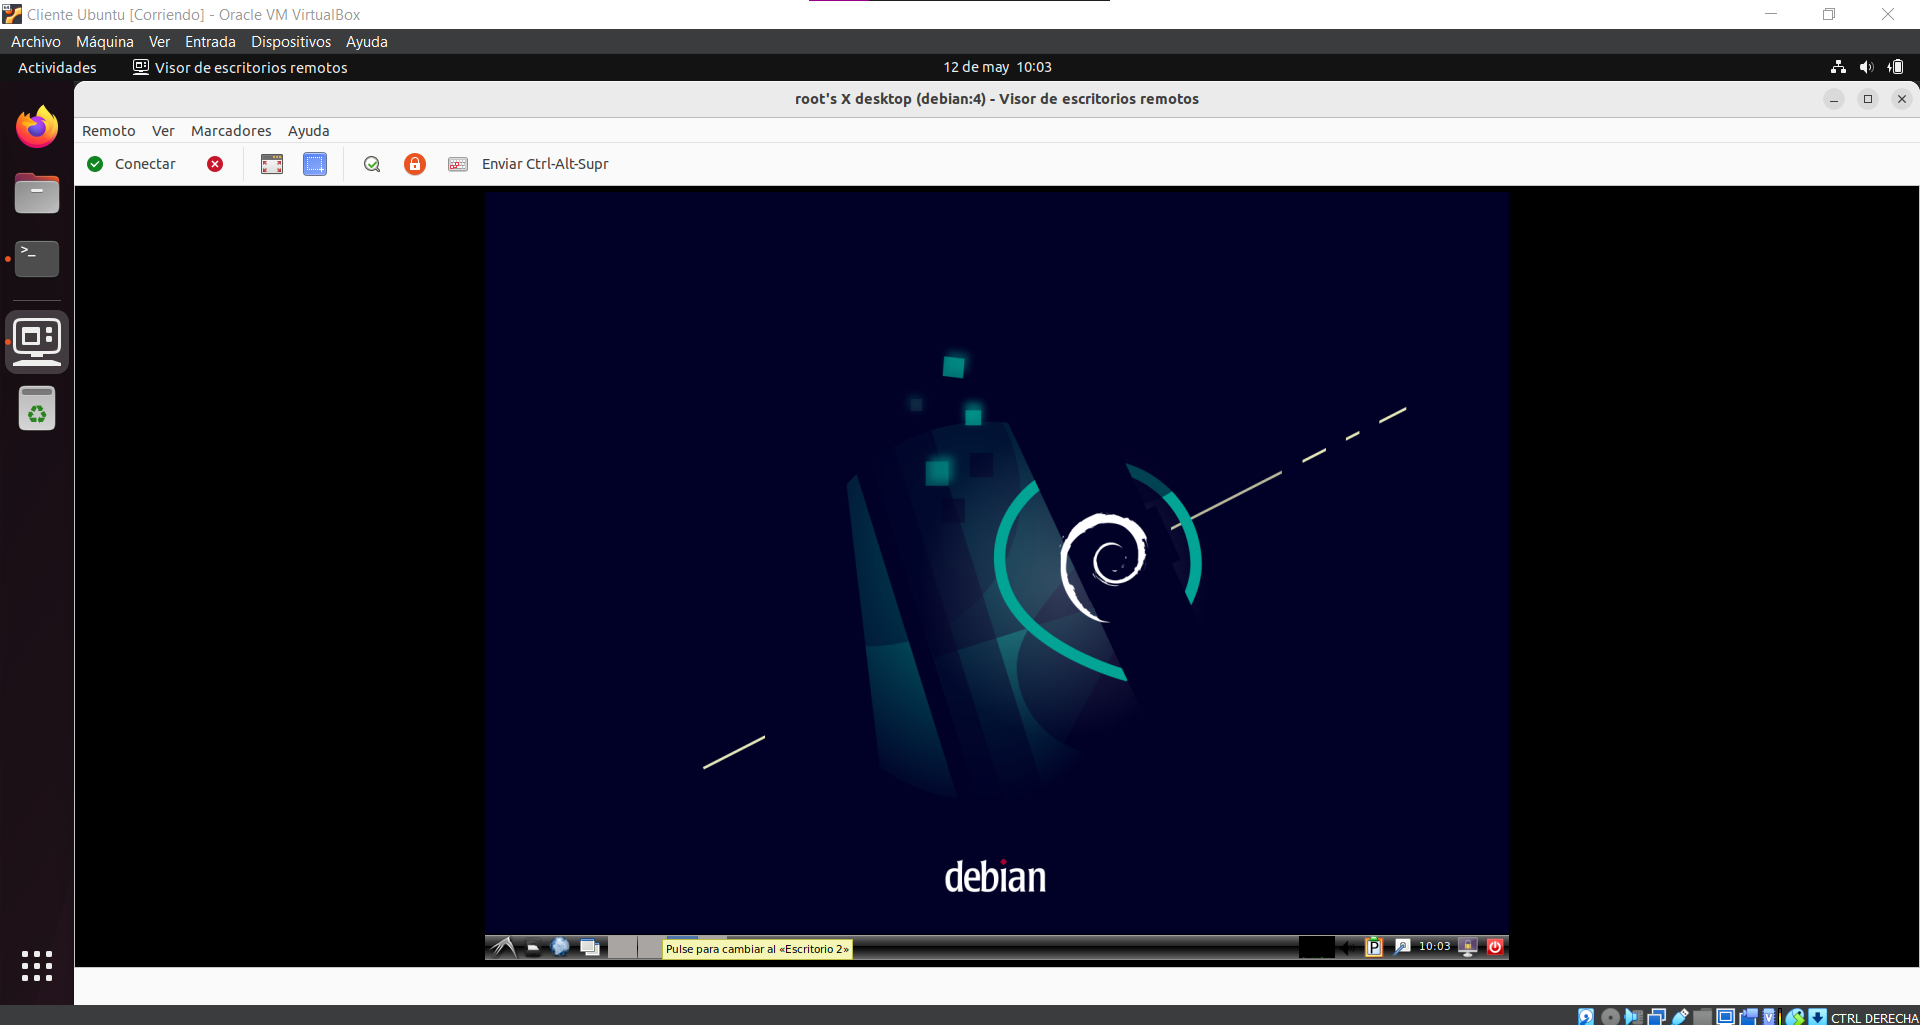 Cliente Ubuntu [Corriendo] - Oracle VM VirtualBox
Archivo Máquina Ver Entrada Dispositivos Ayuda
Actividades Visor de escritorios remotos 12 de may 10:03
root's X desktop (debian:4) - Visor de escritorios remotos
Remoto Ver Marcadores Ayuda
Conectar Enviar Ctrl-Alt-Supr
>_
debian
Pulse para cambiar al «Escritorio 2» P 10:03
CTRL DERECHA